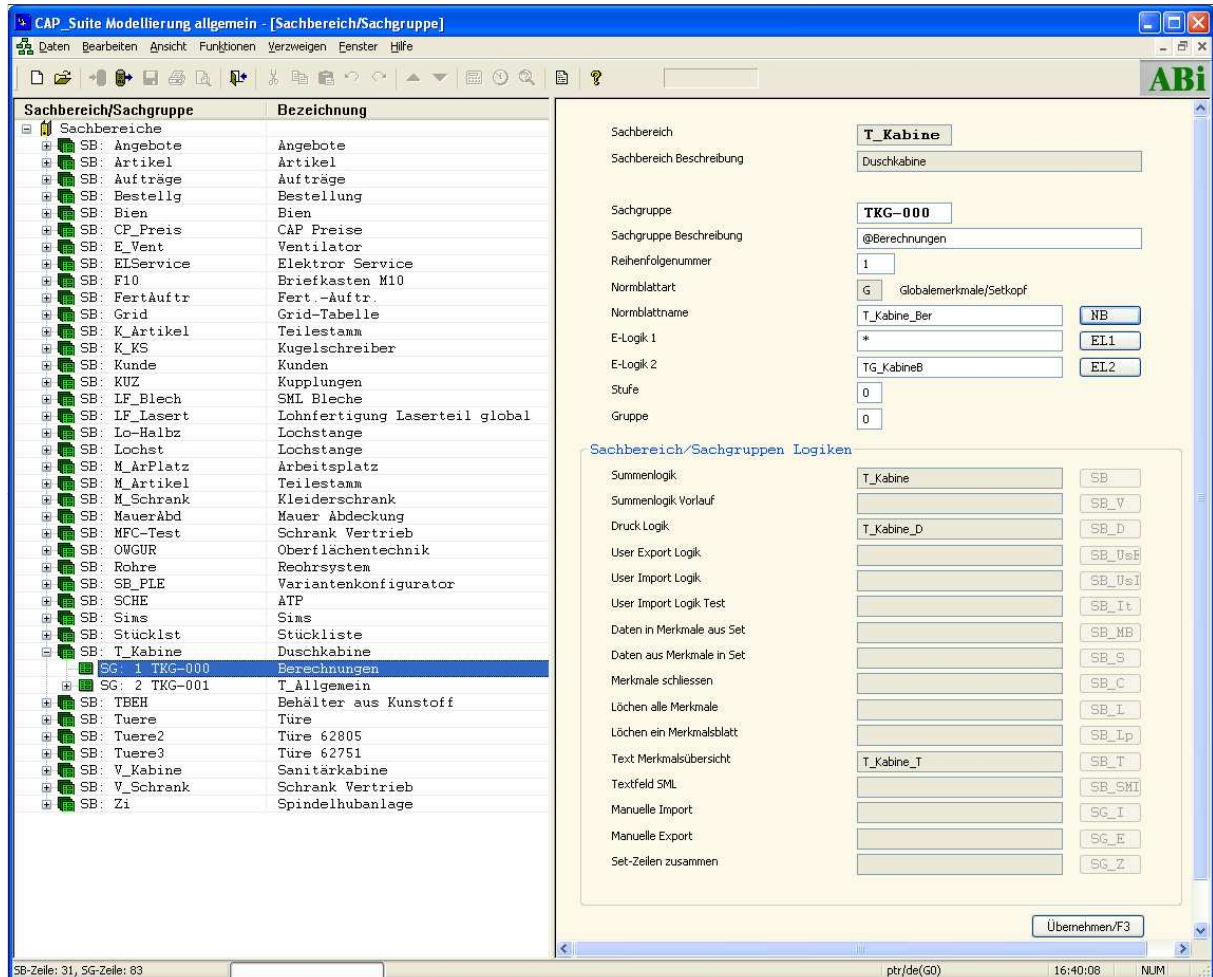 CAP_Suite Modellierung allgemein - [Sachbereich/Sachgruppe]
Daten Bearbeiten Ansicht Funktionen Verzweigen Fenster Hilfe
ABi
Sachbereich/Sachgruppe Bezeichnung
Sachbereiche
SB: Angebote Angebote
SB: Artikel Artikel
SB: Aufträge Aufträge
SB: Bestellg Bestellung
SB: Bien Bien
SB: CP_Preis CAP Preise
SB: E_Vent Ventilator
SB: ELService Elektror Service
SB: F10 Briefkasten M10
SB: FertAuftr Fert.-Auftr.
SB: Grid Grid-Tabelle
SB: K_Artikel Teilestamm
SB: K_KS Kugelschreiber
SB: Kunde Kunden
SB: KUZ Kupplungen
SB: LF_Blech SML Bleche
SB: LF_Lasert Lohnfertigung Laserteil global
SB: Lo-Halbz Lochstange
SB: Lochst Lochstange
SB: M_ArPlatz Arbeitsplatz
SB: M_Artikel Teilestamm
SB: M_Schrank Kleiderschrank
SB: MauerAbd Mauer Abdeckung
SB: MFC-Test Schrank Vertrieb
SB: OWGUR Oberflächentechnik
SB: Rohre Reohrsystem
SB: SB_PLE Variantenkonfigurator
SB: SCHE ATP
SB: Sims Sims
SB: Stücklst Stückliste
SB: T_Kabine Duschkabine
SG: 1 TKG-000 Berechnungen
SG: 2 TKG-001 T_Allgemein
SB: TBEH Behälter aus Kunstoff
SB: Tuere Türe
SB: Tuere2 Türe 62805
SB: Tuere3 Türe 62751
SB: V_Kabine Sanitärkabine
SB: V_Schrank Schrank Vertrieb
SB: Zi Spindelhubanlage
Sachbereich T_Kabine
Sachbereich Beschreibung Duschkabine
Sachgruppe TKG-000
Sachgruppe Beschreibung @Berechnungen
Reihenfolgenummer 1
Normblattart G Globalemerkmale/Setkopf
Normblattname T_Kabine_Ber NB
E-Logik 1 * EL1
E-Logik 2 TG_KabineB EL2
Stufe 0
Gruppe 0
Sachbereich/Sachgruppen Logiken
Summenlogik T_Kabine SB
Summenlogik Vorlauf SB_V
Druck Logik T_Kabine_D SB_D
User Export Logik SB_UsE
User Import Logik SB_UsI
User Import Logik Test SB_It
Daten in Merkmale aus Set SB_MB
Daten aus Merkmale in Set SB_S
Merkmale schliessen SB_C
Löchen alle Merkmale SB_L
Löchen ein Merkmalsblatt SB_Lp
Text Merkmalsübersicht T_Kabine_T SB_T
Textfeld SML SB_SMI
Manuelle Import SG_I
Manuelle Export SG_E
Set-Zeilen zusammen SG_Z
Übernehmen/F3
SB-Zeile: 31, SG-Zeile: 83 ptr/de(G0) 16:40:08 NUM